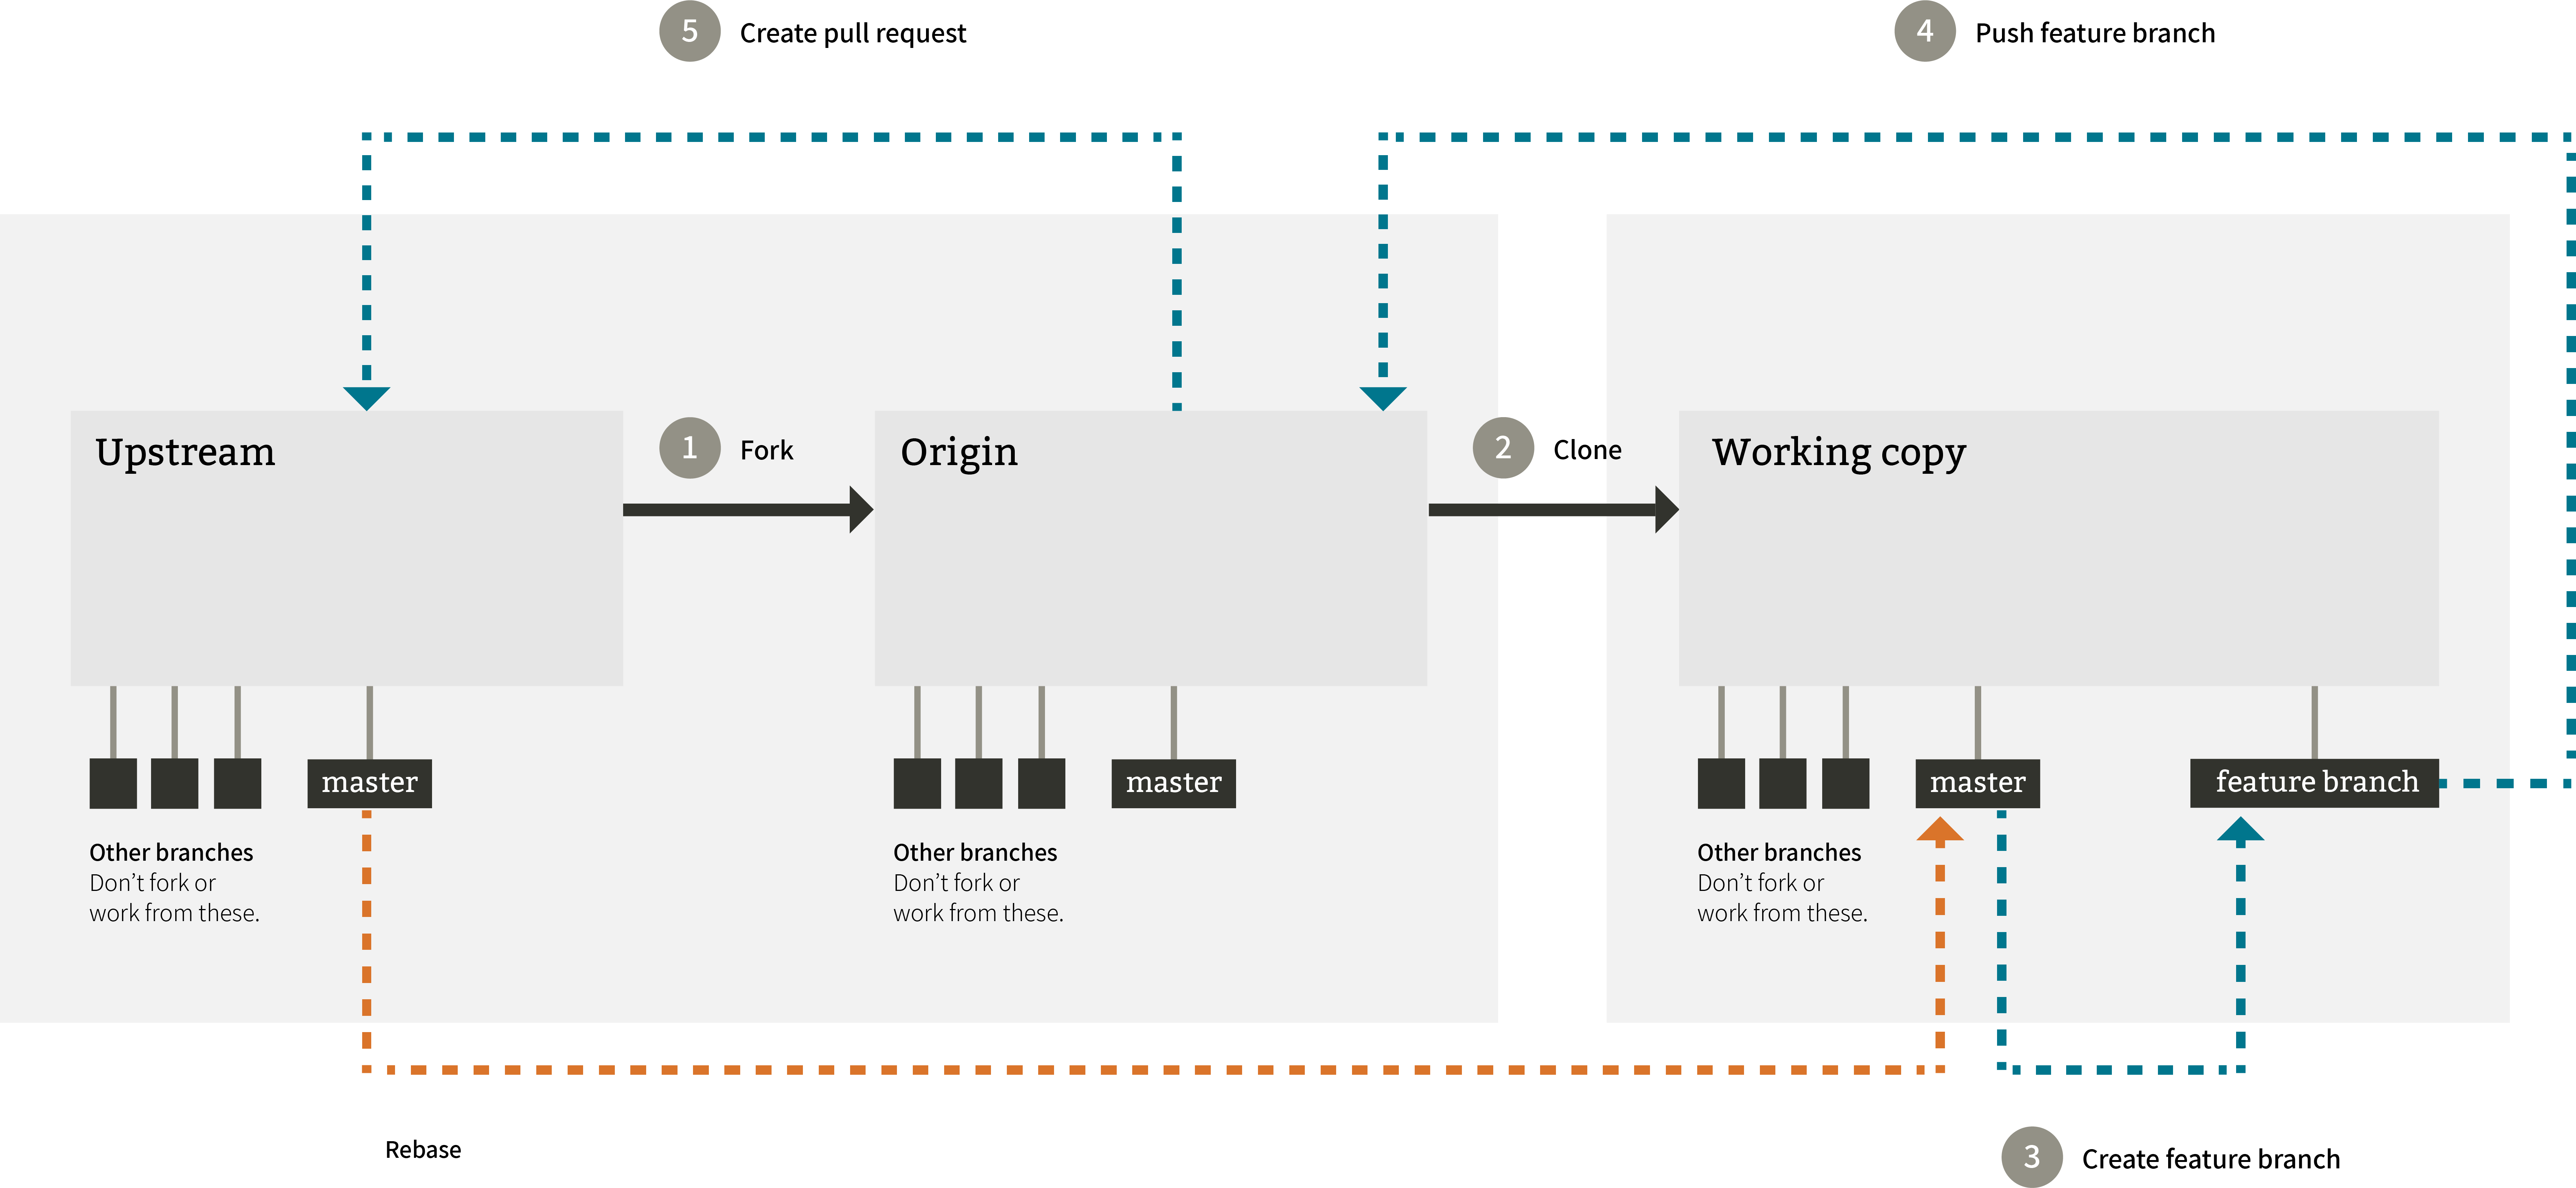 5 Create pull request
4 Push feature branch
Upstream
1 Fork
Origin
2 Clone
Working copy
master
master
master
feature branch
Other branches
Don’t fork or
work from these.
Other branches
Don’t fork or
work from these.
Other branches
Don’t fork or
work from these.
Rebase
3 Create feature branch